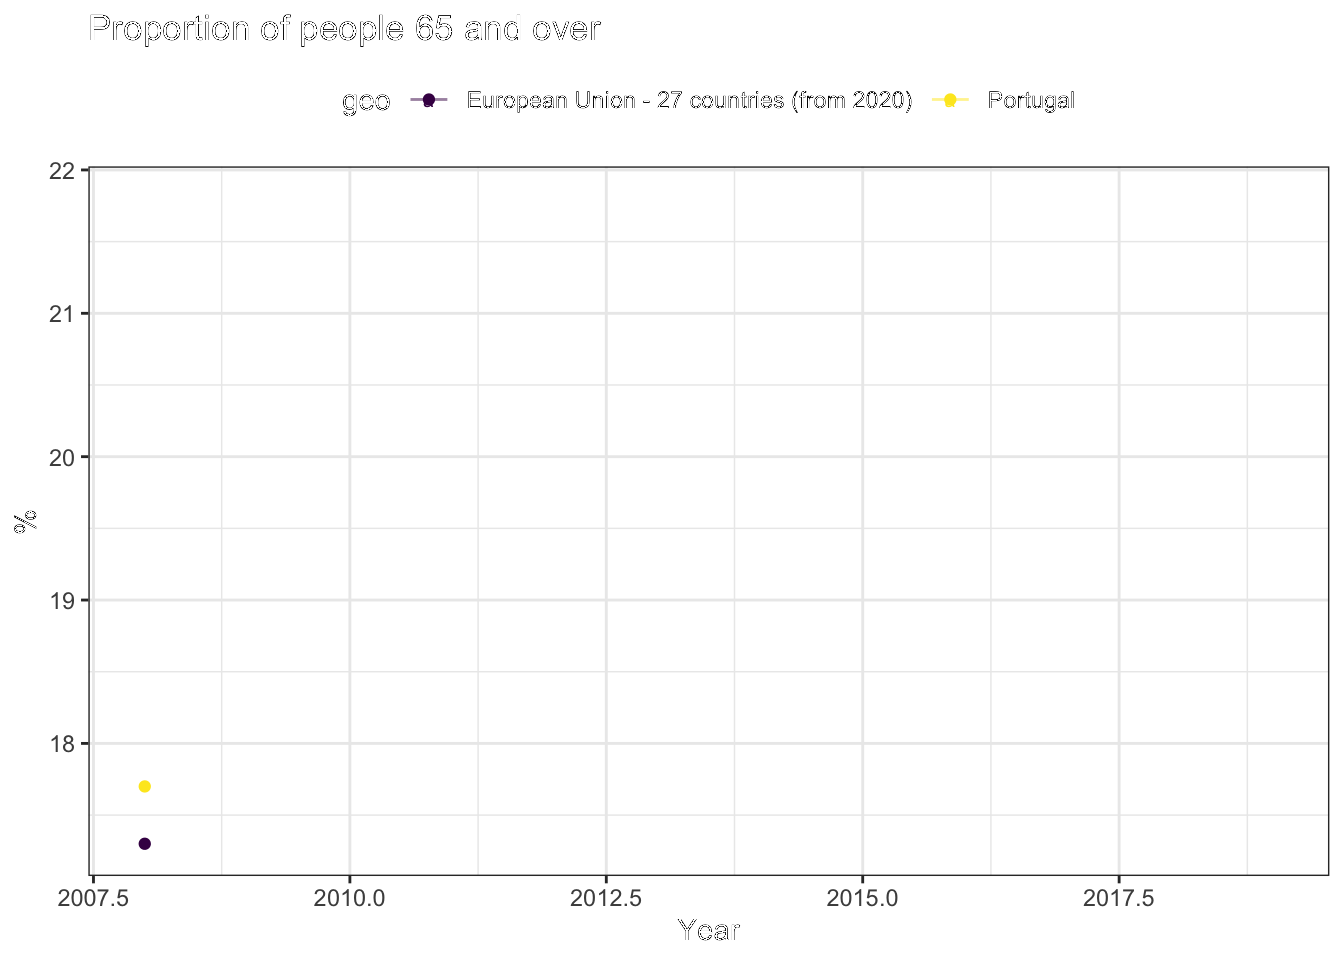 Proportion of people 65 and over
geo European Union - 27 countries (from 2020) Portugal
22
21
20
19
18
%
2007.5 2010.0 2012.5 2015.0 2017.5
Year